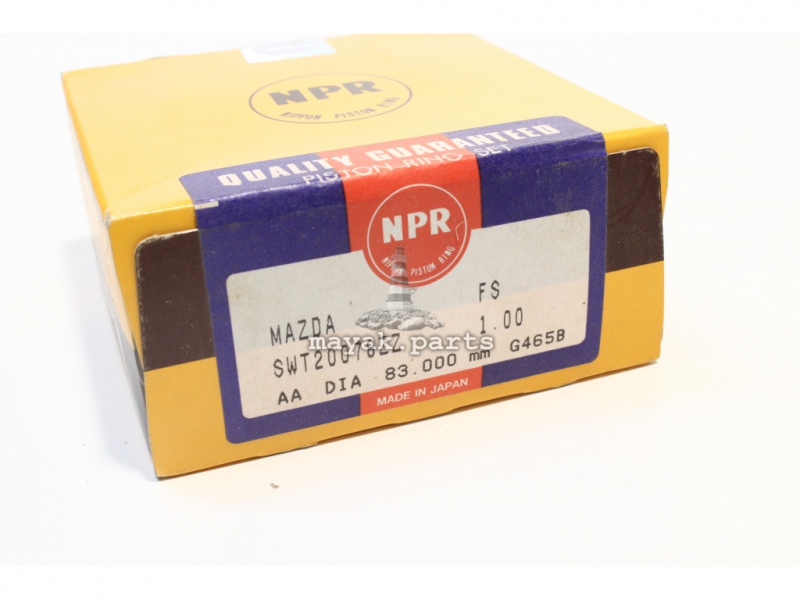 NPR
NIPPON PISTON RING
QUALITY GUARANTEED
PISTON RING SET
NPR
NIPPON PISTON RING
MAZDA FS
SWT20078ZZ 1.00
AA DIA 83.000 mm G465B
MADE IN JAPAN
mayak parts